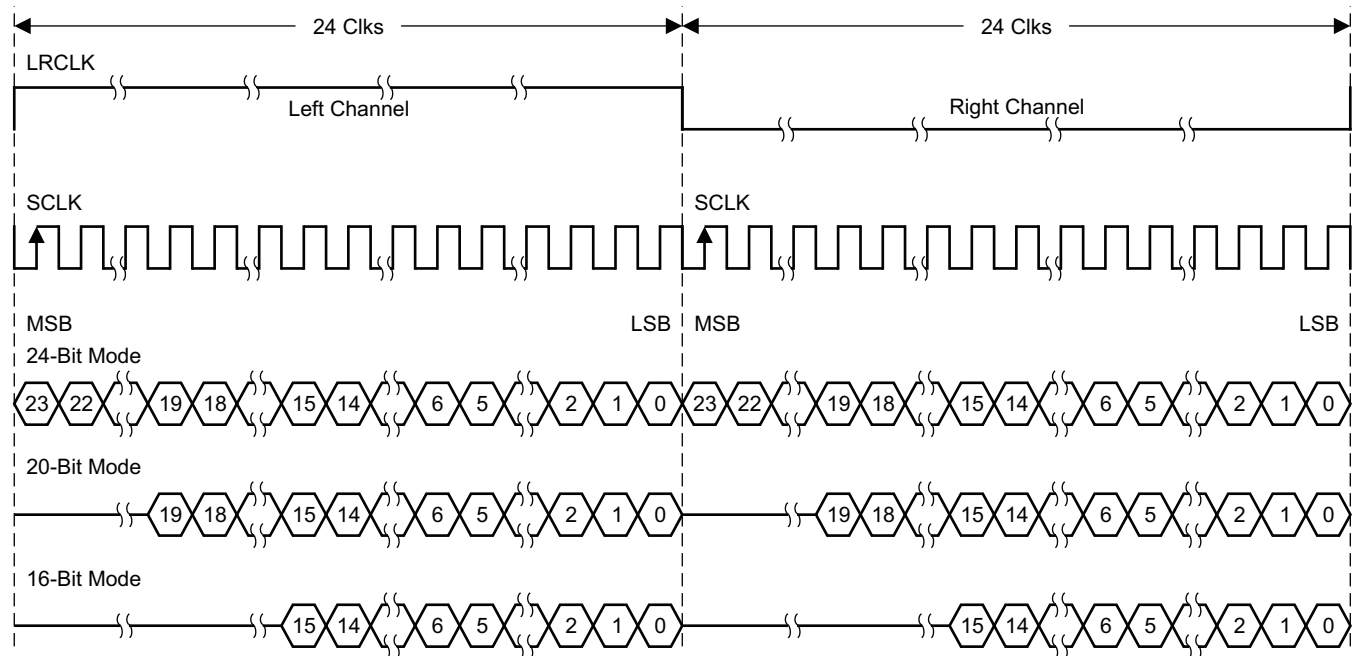 24 Clks 24 Clks
LRCLK
Left Channel Right Channel
SCLK SCLK
MSB LSB MSB LSB
24-Bit Mode
23 22 19 18 15 14 6 5 2 1 0 23 22 19 18 15 14 6 5 2 1 0
20-Bit Mode
19 18 15 14 6 5 2 1 0 19 18 15 14 6 5 2 1 0
16-Bit Mode
15 14 6 5 2 1 0 15 14 6 5 2 1 0